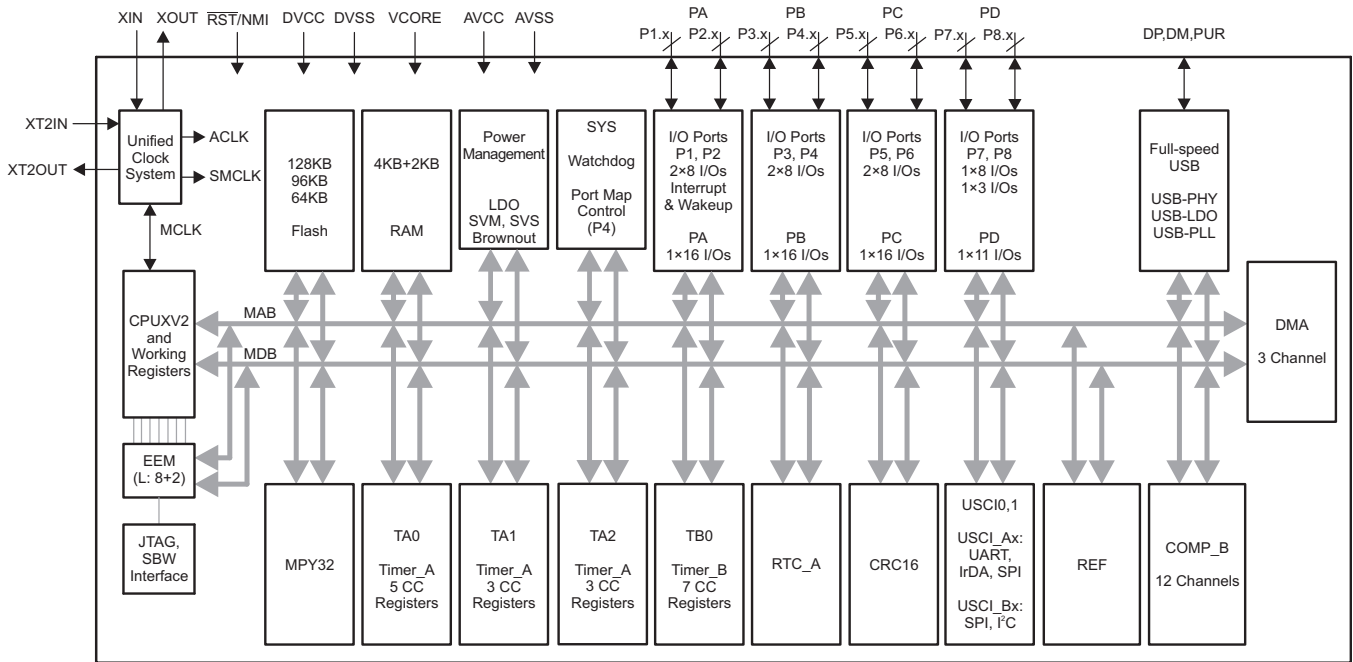 XIN XOUT RST/NMI DVCC DVSS VCORE AVCC AVSS
PA PB PC PD
P1.x P2.x P3.x P4.x P5.x P6.x P7.x P8.x
DP,DM,PUR
XT2IN
XT2OUT
Unified
Clock
System
ACLK
SMCLK
MCLK
128KB
96KB
64KB
Flash
4KB+2KB
RAM
Power
Management
LDO
SVM, SVS
Brownout
SYS
Watchdog
Port Map
Control
(P4)
I/O Ports
P1, P2
2×8 I/Os
Interrupt
& Wakeup
PA
1×16 I/Os
I/O Ports
P3, P4
2×8 I/Os
PB
1×16 I/Os
I/O Ports
P5, P6
2×8 I/Os
PC
1×16 I/Os
I/O Ports
P7, P8
1×8 I/Os
1×3 I/Os
PD
1×11 I/Os
Full-speed
USB
USB-PHY
USB-LDO
USB-PLL
CPUXV2
and
Working
Registers
MAB
MDB
DMA
3 Channel
EEM
(L: 8+2)
JTAG,
SBW
Interface
MPY32
TA0
Timer_A
5 CC
Registers
TA1
Timer_A
3 CC
Registers
TA2
Timer_A
3 CC
Registers
TB0
Timer_B
7 CC
Registers
RTC_A
CRC16
USCI0,1
USCI_Ax:
UART,
IrDA, SPI
USCI_Bx:
SPI, I²C
REF
COMP_B
12 Channels